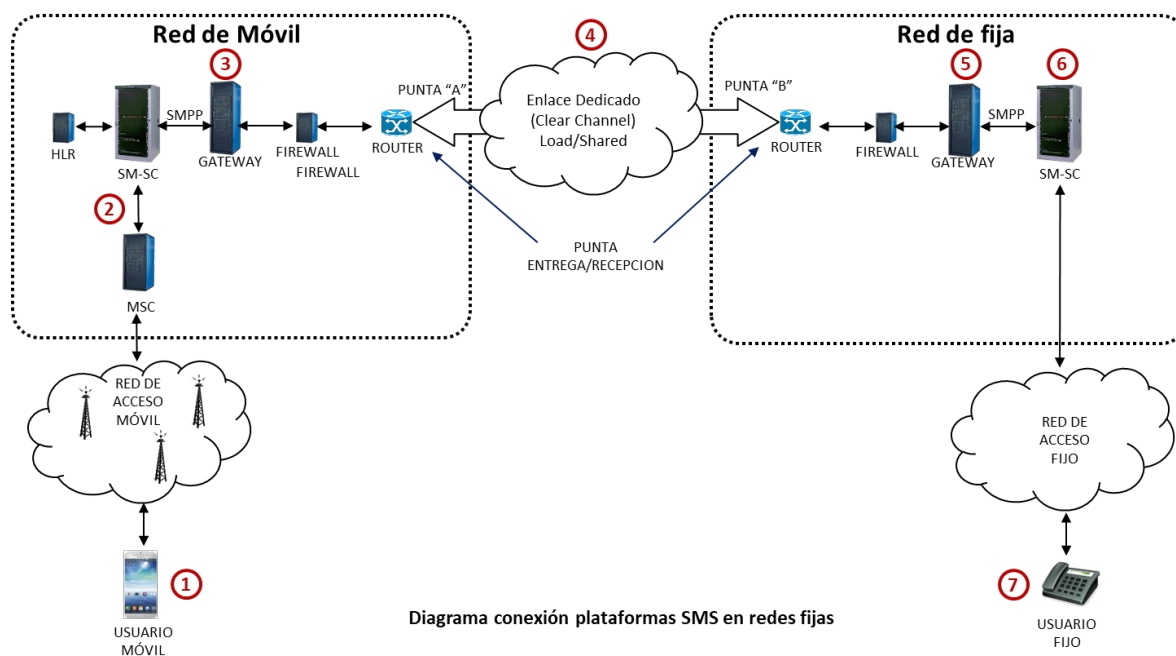 Red de Móvil
4
Red de fija
3
5
6
PUNTA “A”
PUNTA “B”
Enlace Dedicado
(Clear Channel)
Load/Shared
SMPP
SMPP
HLR
SM-SC
GATEWAY
FIREWALL
FIREWALL
ROUTER
ROUTER
FIREWALL
GATEWAY
SM-SC
2
PUNTA
ENTREGA/RECEPCION
MSC
RED DE
ACCESO
MÓVIL
RED DE
ACCESO
FIJO
1
USUARIO
MÓVIL
7
USUARIO
FIJO
Diagrama conexión plataformas SMS en redes fijas